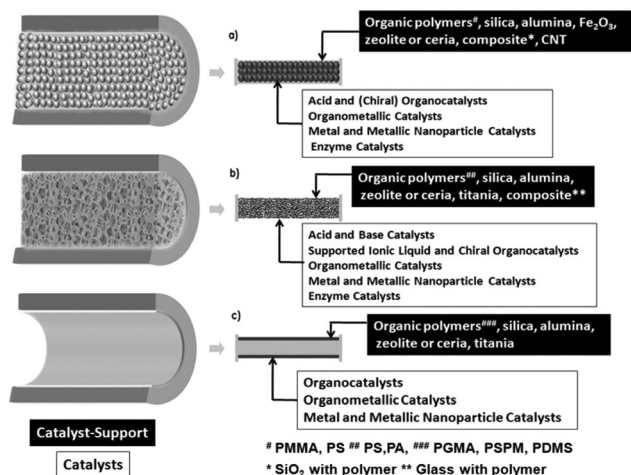 a)
Organic polymers#, silica, alumina, Fe₂O₃,
zeolite or ceria, composite*, CNT
Acid and (Chiral) Organocatalysts
Organometallic Catalysts
Metal and Metallic Nanoparticle Catalysts
Enzyme Catalysts
b)
Organic polymers##, silica, alumina,
zeolite or ceria, titania, composite**
Acid and Base Catalysts
Supported Ionic Liquid and Chiral Organocatalysts
Organometallic Catalysts
Metal and Metallic Nanoparticle Catalysts
Enzyme Catalysts
c)
Organic polymers###, silica, alumina,
zeolite or ceria, titania
Organocatalysts
Organometallic Catalysts
Metal and Metallic Nanoparticle Catalysts
Catalyst-Support
Catalysts
# PMMA, PS ## PS,PA, ### PGMA, PSPM, PDMS
* SiO₂ with polymer ** Glass with polymer